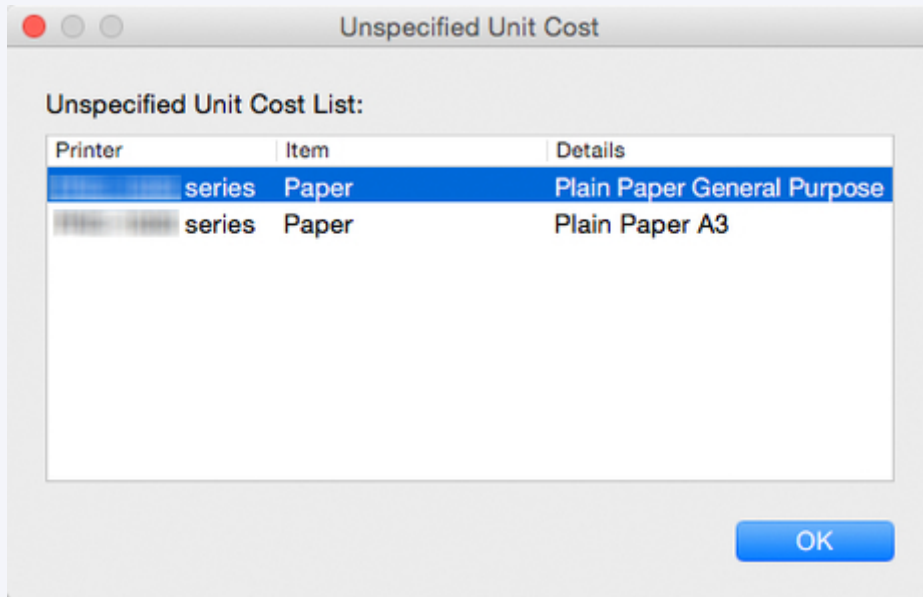 Unspecified Unit Cost
Unspecified Unit Cost List:
Printer Item Details
series Paper Plain Paper General Purpose
series Paper Plain Paper A3
OK